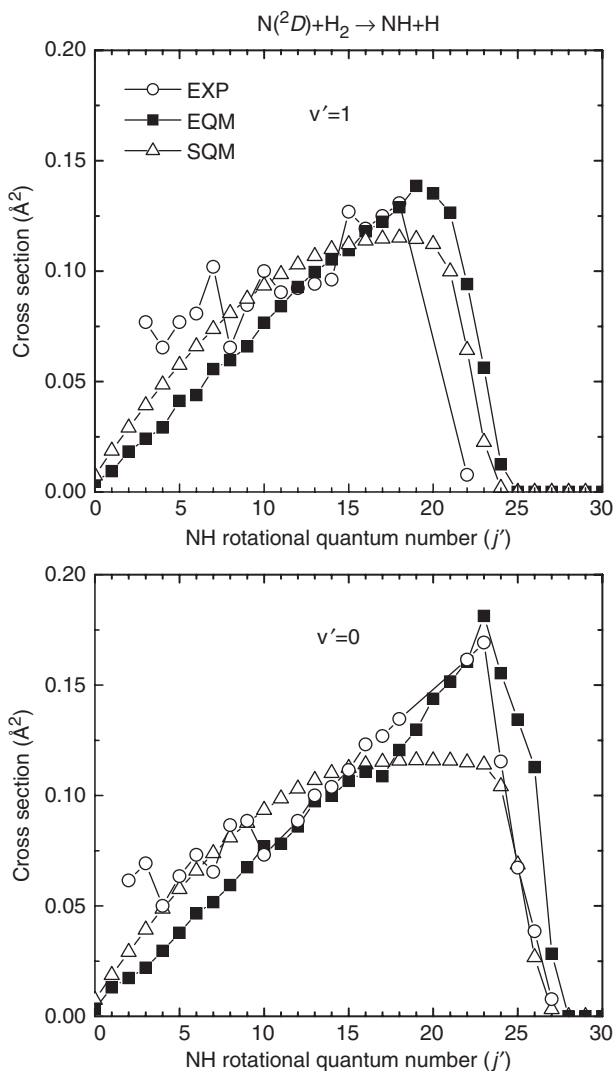 N(²D)+H₂ → NH+H
0.20
EXP
EQM
SQM
v′=1
0.15
0.10
0.05
0.00
Cross section (Å²)
0 5 10 15 20 25 30
NH rotational quantum number (j′)
0.20
v′=0
0.15
0.10
0.05
0.00
Cross section (Å²)
0 5 10 15 20 25 30
NH rotational quantum number (j′)